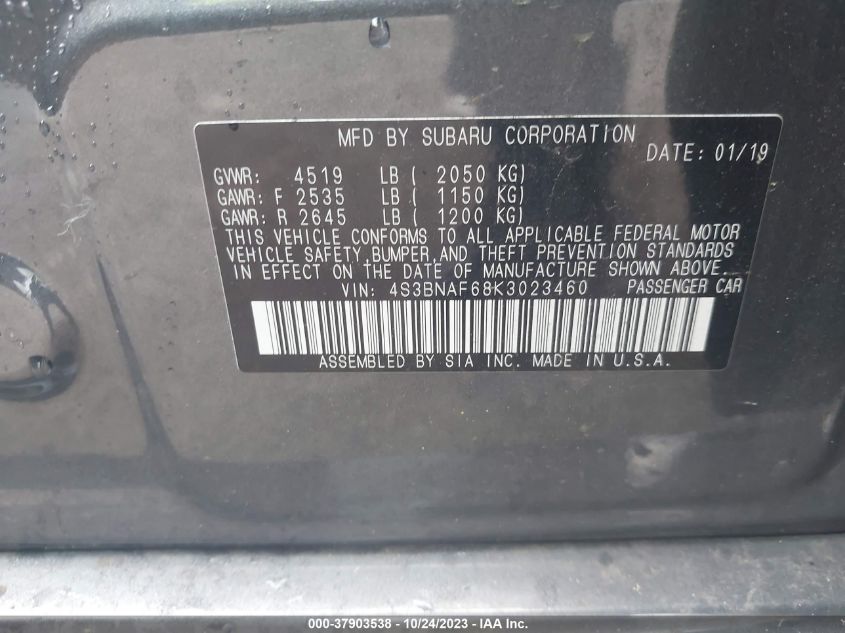 MFD BY SUBARU CORPORATION
DATE: 01/19
GVWR: 4519 LB ( 2050 KG)
GAWR: F 2535 LB ( 1150 KG)
GAWR: R 2645 LB ( 1200 KG)
THIS VEHICLE CONFORMS TO ALL APPLICABLE FEDERAL MOTOR
VEHICLE SAFETY, BUMPER, AND THEFT PREVENTION STANDARDS
IN EFFECT ON THE DATE OF MANUFACTURE SHOWN ABOVE.
VIN: 4S3BNAF68K3023460 PASSENGER CAR
ASSEMBLED BY SIA INC. MADE IN U.S.A.
000-37903538 - 10/24/2023 - IAA Inc.